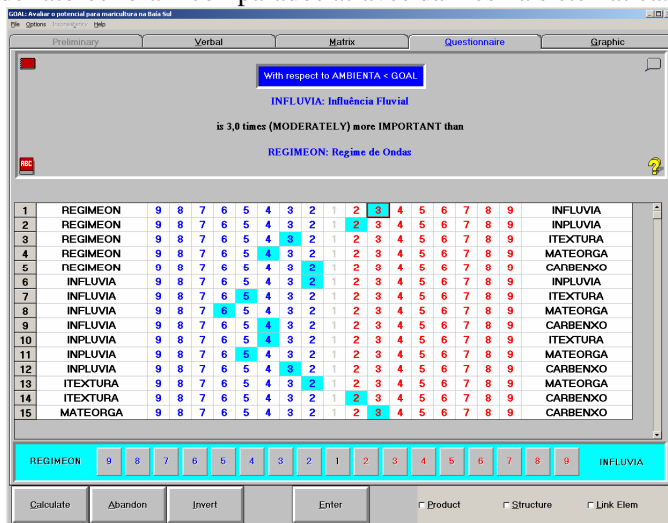 GOAL: Avaliar o potencial para maricultura na Baía Sul
File Options Inconsistency Help
Preliminary Verbal Matrix Questionnaire Graphic
With respect to AMBIENTA < GOAL
INFLUVIA: Influência Fluvial
is 3,0 times (MODERATELY) more IMPORTANT than
REGIMEON: Regime de Ondas
ABC
1 REGIMEON 9 8 7 6 5 4 3 2 1 2 3 4 5 6 7 8 9 INFLUVIA
2 REGIMEON 9 8 7 6 5 4 3 2 1 2 3 4 5 6 7 8 9 INPLUVIA
3 REGIMEON 9 8 7 6 5 4 3 2 1 2 3 4 5 6 7 8 9 ITEXTURA
4 REGIMEON 9 8 7 6 5 4 3 2 1 2 3 4 5 6 7 8 9 MATEORGA
5 REGIMEON 9 8 7 6 5 4 3 2 1 2 3 4 5 6 7 8 9 CARBENXO
6 INFLUVIA 9 8 7 6 5 4 3 2 1 2 3 4 5 6 7 8 9 INPLUVIA
7 INFLUVIA 9 8 7 6 5 4 3 2 1 2 3 4 5 6 7 8 9 ITEXTURA
8 INFLUVIA 9 8 7 6 5 4 3 2 1 2 3 4 5 6 7 8 9 MATEORGA
9 INFLUVIA 9 8 7 6 5 4 3 2 1 2 3 4 5 6 7 8 9 CARBENXO
10 INPLUVIA 9 8 7 6 5 4 3 2 1 2 3 4 5 6 7 8 9 ITEXTURA
11 INPLUVIA 9 8 7 6 5 4 3 2 1 2 3 4 5 6 7 8 9 MATEORGA
12 INPLUVIA 9 8 7 6 5 4 3 2 1 2 3 4 5 6 7 8 9 CARBENXO
13 ITEXTURA 9 8 7 6 5 4 3 2 1 2 3 4 5 6 7 8 9 MATEORGA
14 ITEXTURA 9 8 7 6 5 4 3 2 1 2 3 4 5 6 7 8 9 CARBENXO
15 MATEORGA 9 8 7 6 5 4 3 2 1 2 3 4 5 6 7 8 9 CARBENXO
REGIMEON 9 8 7 6 5 4 3 2 1 2 3 4 5 6 7 8 9 INFLUVIA
Calculate Abandon Invert Enter Product Structure Link Elem